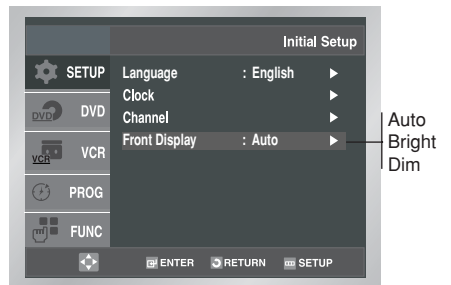 Initial Setup
SETUP
Language : English ►
Clock ►
DVD DVD
Channel ►
Front Display : Auto ►
VCR VCR
PROG
FUNC
ENTER RETURN SETUP
Auto
Bright
Dim